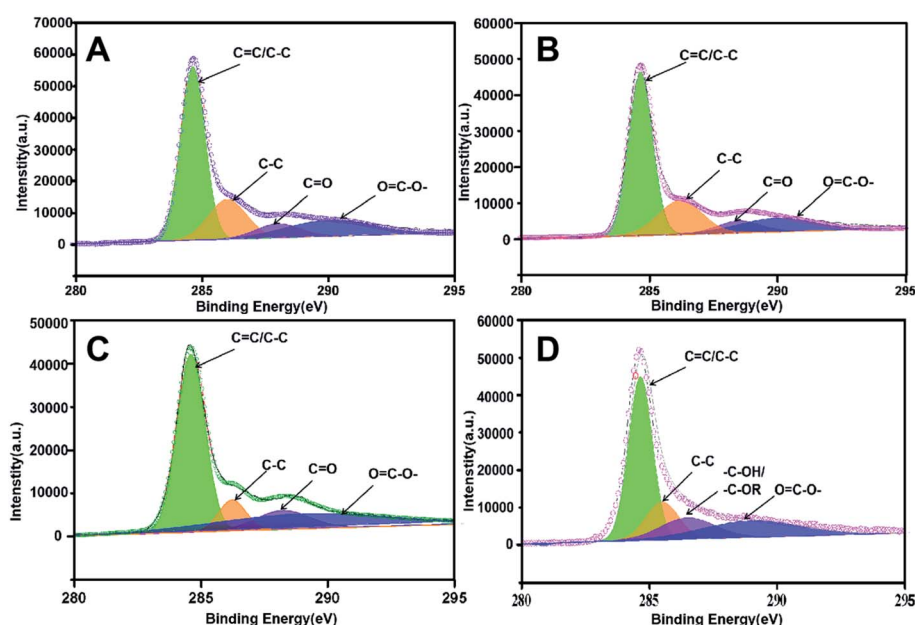 A
70000
60000
50000
40000
30000
20000
10000
0
Intenstity(a.u.)
C=C/C-C
C-C
C=O
O=C-O-
280
285
290
295
Binding Energy(eV)
B
60000
50000
40000
30000
20000
10000
0
Intenstity(a.u.)
C=C/C-C
C-C
C=O
O=C-O-
280
285
290
295
Binding Energy(eV)
C
50000
40000
30000
20000
10000
0
Intenstity(a.u.)
C=C/C-C
C-C
C=O
O=C-O-
280
285
290
295
Binding Energy(eV)
D
60000
50000
40000
30000
20000
10000
0
Intenstity(a.u.)
C=C/C-C
C-C
-C-OH/
-C-OR
O=C-O-
280
285
290
295
Binding Energy(eV)